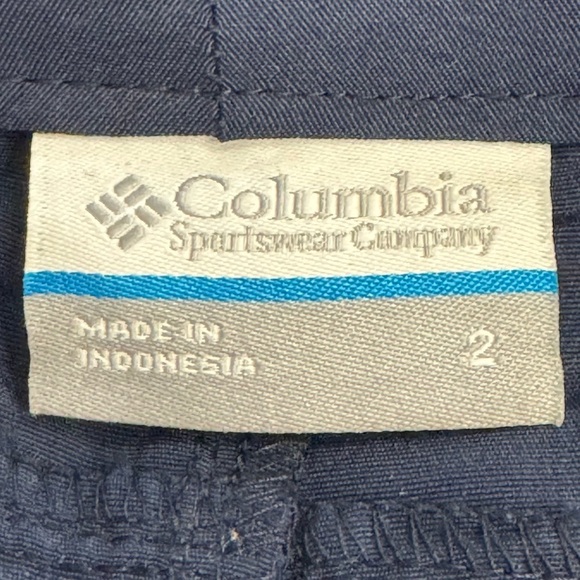 Columbia
Sportswear Company
MADE IN
INDONESIA
2